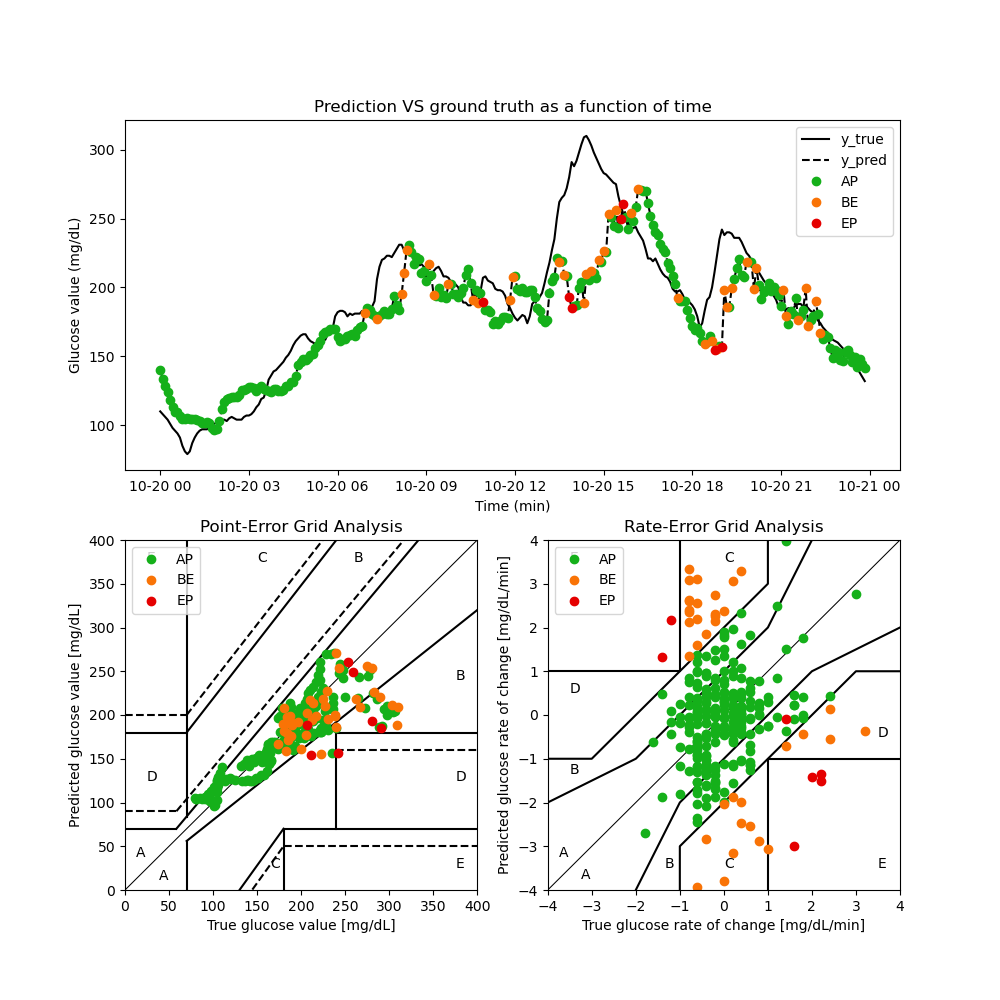 Prediction VS ground truth as a function of time
Glucose value (mg/dL)
300
250
200
150
100
y_true
y_pred
AP
BE
EP
10-20 00 10-20 03 10-20 06 10-20 09 10-20 12 10-20 15 10-20 18 10-20 21 10-21 00
Time (min)
Point-Error Grid Analysis
Predicted glucose value [mg/dL]
400
350
300
250
200
150
100
50
0
AP
BE
EP
C
B
B
D
D
A
A
C
E
0 50 100 150 200 250 300 350 400
True glucose value [mg/dL]
Rate-Error Grid Analysis
Predicted glucose rate of change [mg/dL/min]
4
3
2
1
0
−1
−2
−3
−4
AP
BE
EP
C
D
D
B
A
A
B
C
E
−4 −3 −2 −1 0 1 2 3 4
True glucose rate of change [mg/dL/min]